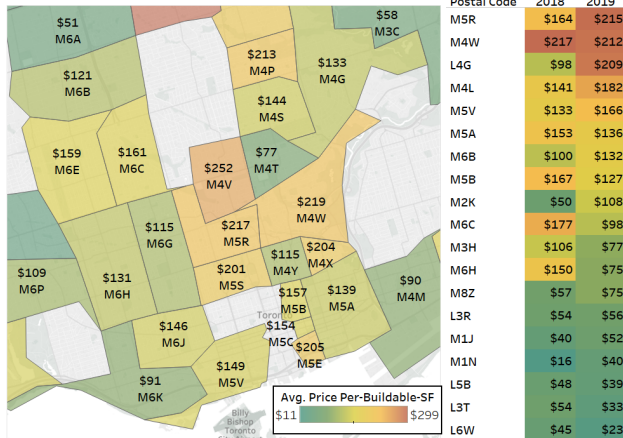 $51
M6A
$58
M3C
$213
M4P
$133
M4G
$121
M6B
$144
M4S
$159
M6E
$161
M6C
$252
M4V
$77
M4T
$219
M4W
$115
M6G
$217
M5R
$204
M4X
$115
M4Y
$109
M6P
$131
M6H
$201
M5S
$157
M5B
$139
M5A
$90
M4M
$146
M6J
Toron
$154
M5C
$205
M5E
$149
M5V
$91
M6K
Billy
Bishop
Toronto
Avg. Price Per-Buildable-SF
$11 $299
Postal Code 2018 2019
M5R $164 $215
M4W $217 $212
L4G $98 $209
M4L $141 $182
M5V $133 $166
M5A $153 $136
M6B $100 $132
M5B $167 $127
M2K $50 $108
M6C $177 $98
M3H $106 $77
M6H $150 $75
M8Z $57 $75
L3R $54 $56
M1J $40 $52
M1N $16 $40
L5B $48 $39
L3T $54 $33
L6W $45 $23